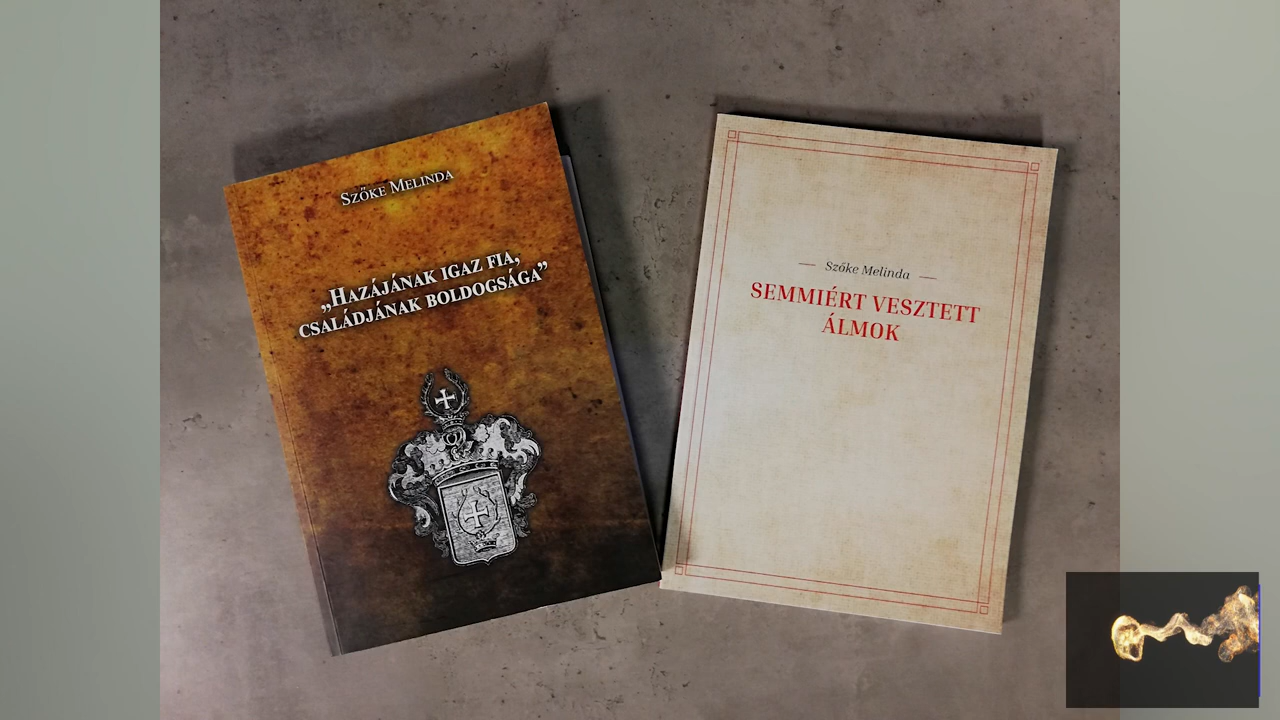 Szőke Melinda
„Hazájának igaz fia,
családjának boldogsága”
Szőke Melinda
SEMMIÉRT VESZTETT
ÁLMOK